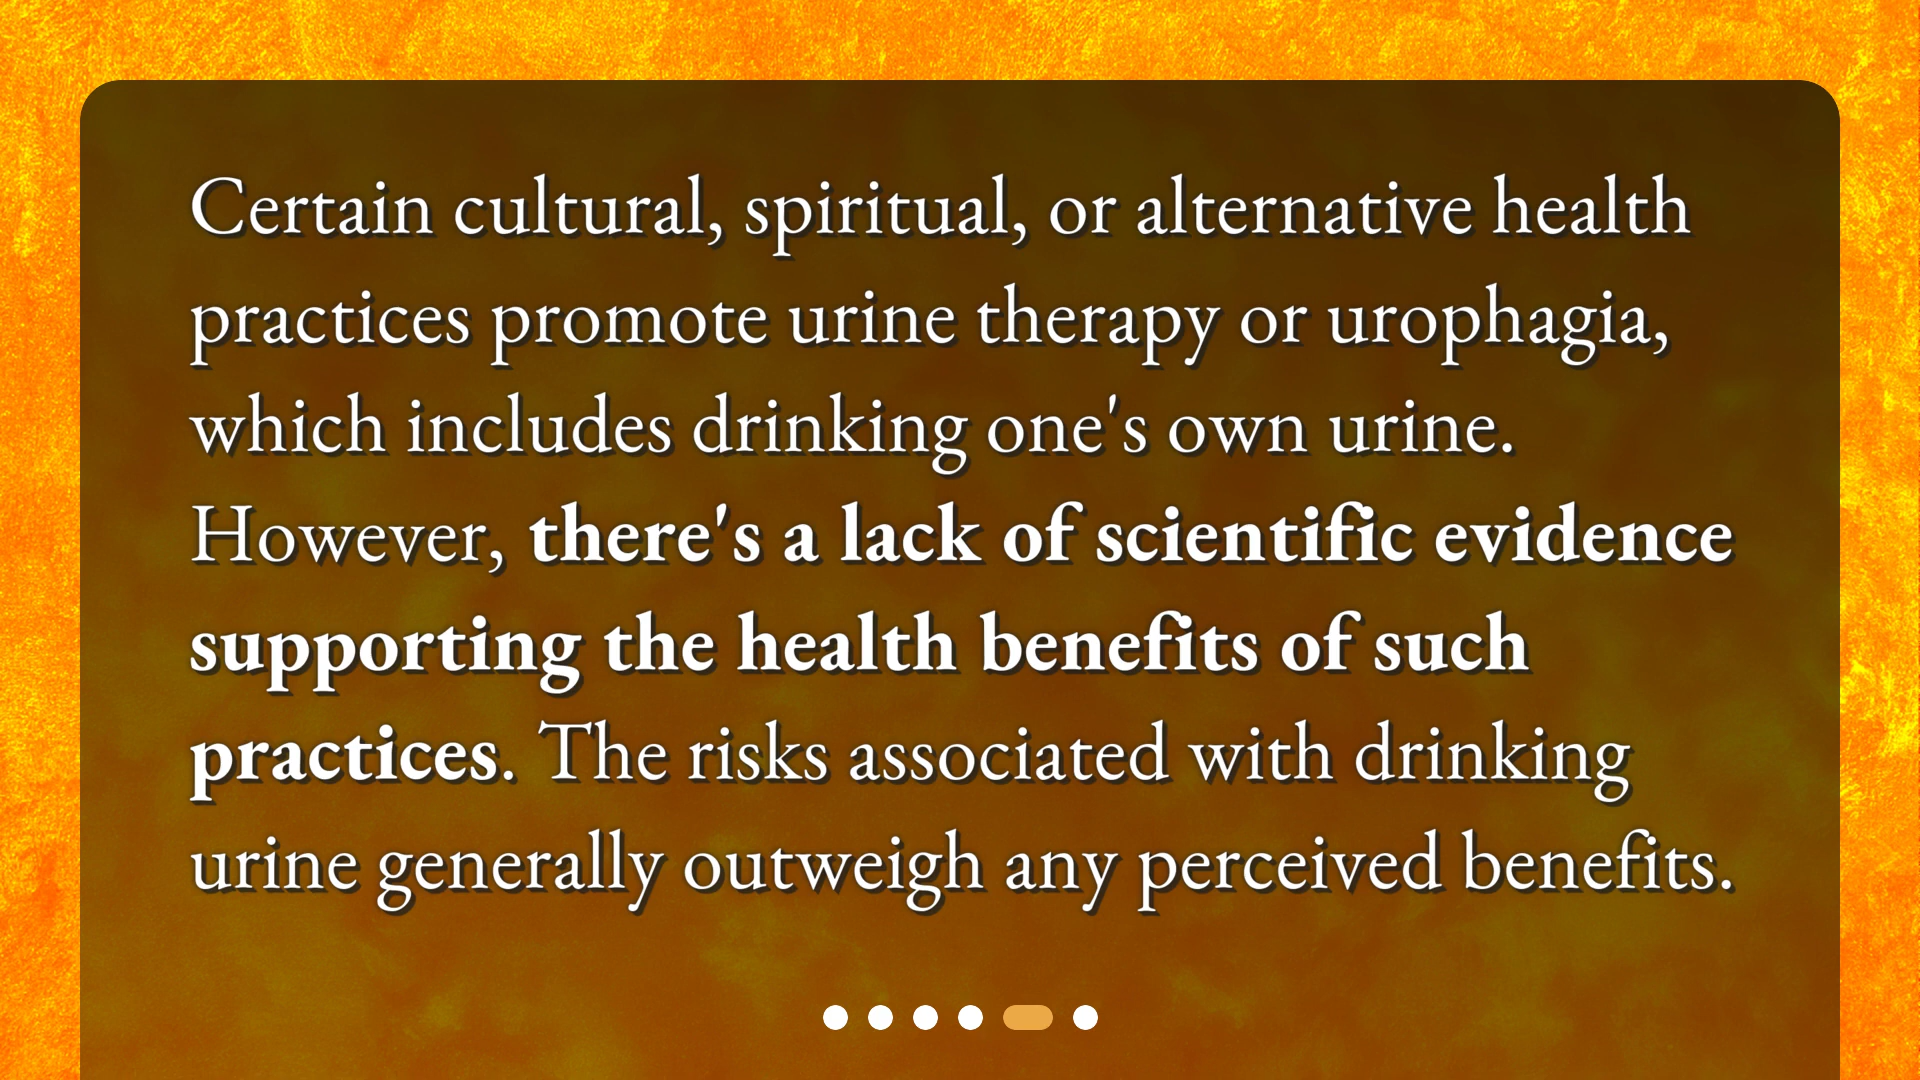 Certain cultural, spiritual, or alternative health
practices promote urine therapy or urophagia,
which includes drinking one's own urine.
However, there's a lack of scientific evidence
supporting the health benefits of such
practices. The risks associated with drinking
urine generally outweigh any perceived benefits.